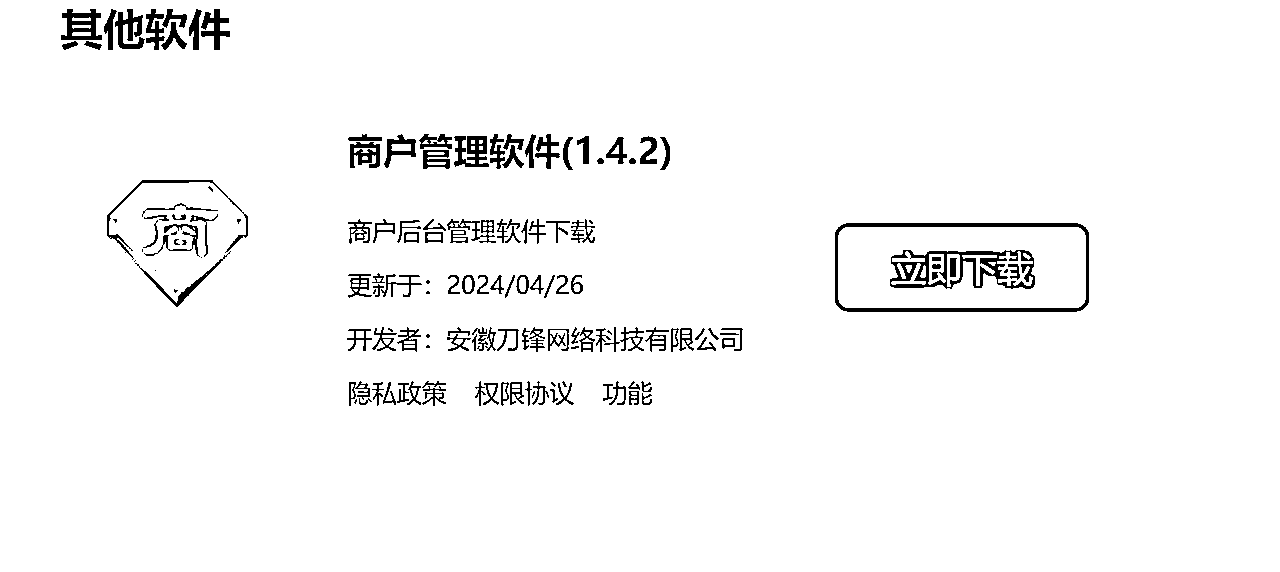 其他软件
商户管理软件(1.4.2)
商
商户后台管理软件下载
立即下载
更新于：2024/04/26
开发者：安徽刀锋网络科技有限公司
隐私政策 权限协议 功能